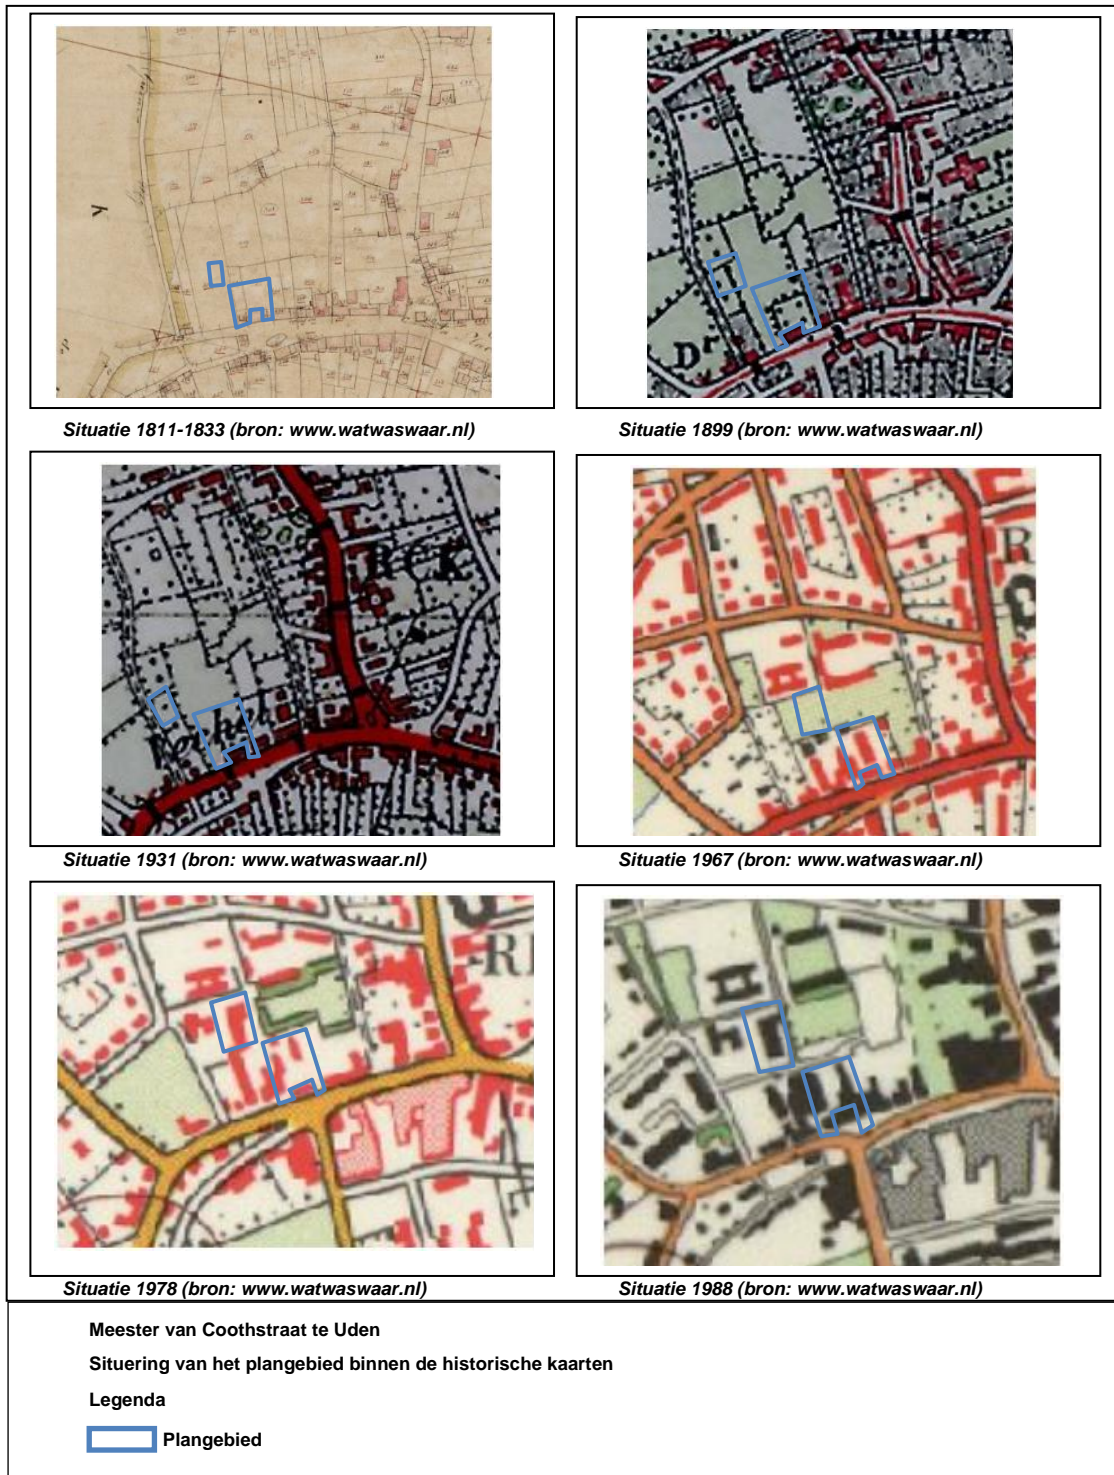 Situatie 1811-1833 (bron: www.watwaswaar.nl)
Dr
Situatie 1899 (bron: www.watwaswaar.nl)
Situatie 1931 (bron: www.watwaswaar.nl)
Situatie 1967 (bron: www.watwaswaar.nl)
Situatie 1978 (bron: www.watwaswaar.nl)
Situatie 1988 (bron: www.watwaswaar.nl)
Meester van Coothstraat te Uden
Situering van het plangebied binnen de historische kaarten
Legenda
Plangebied